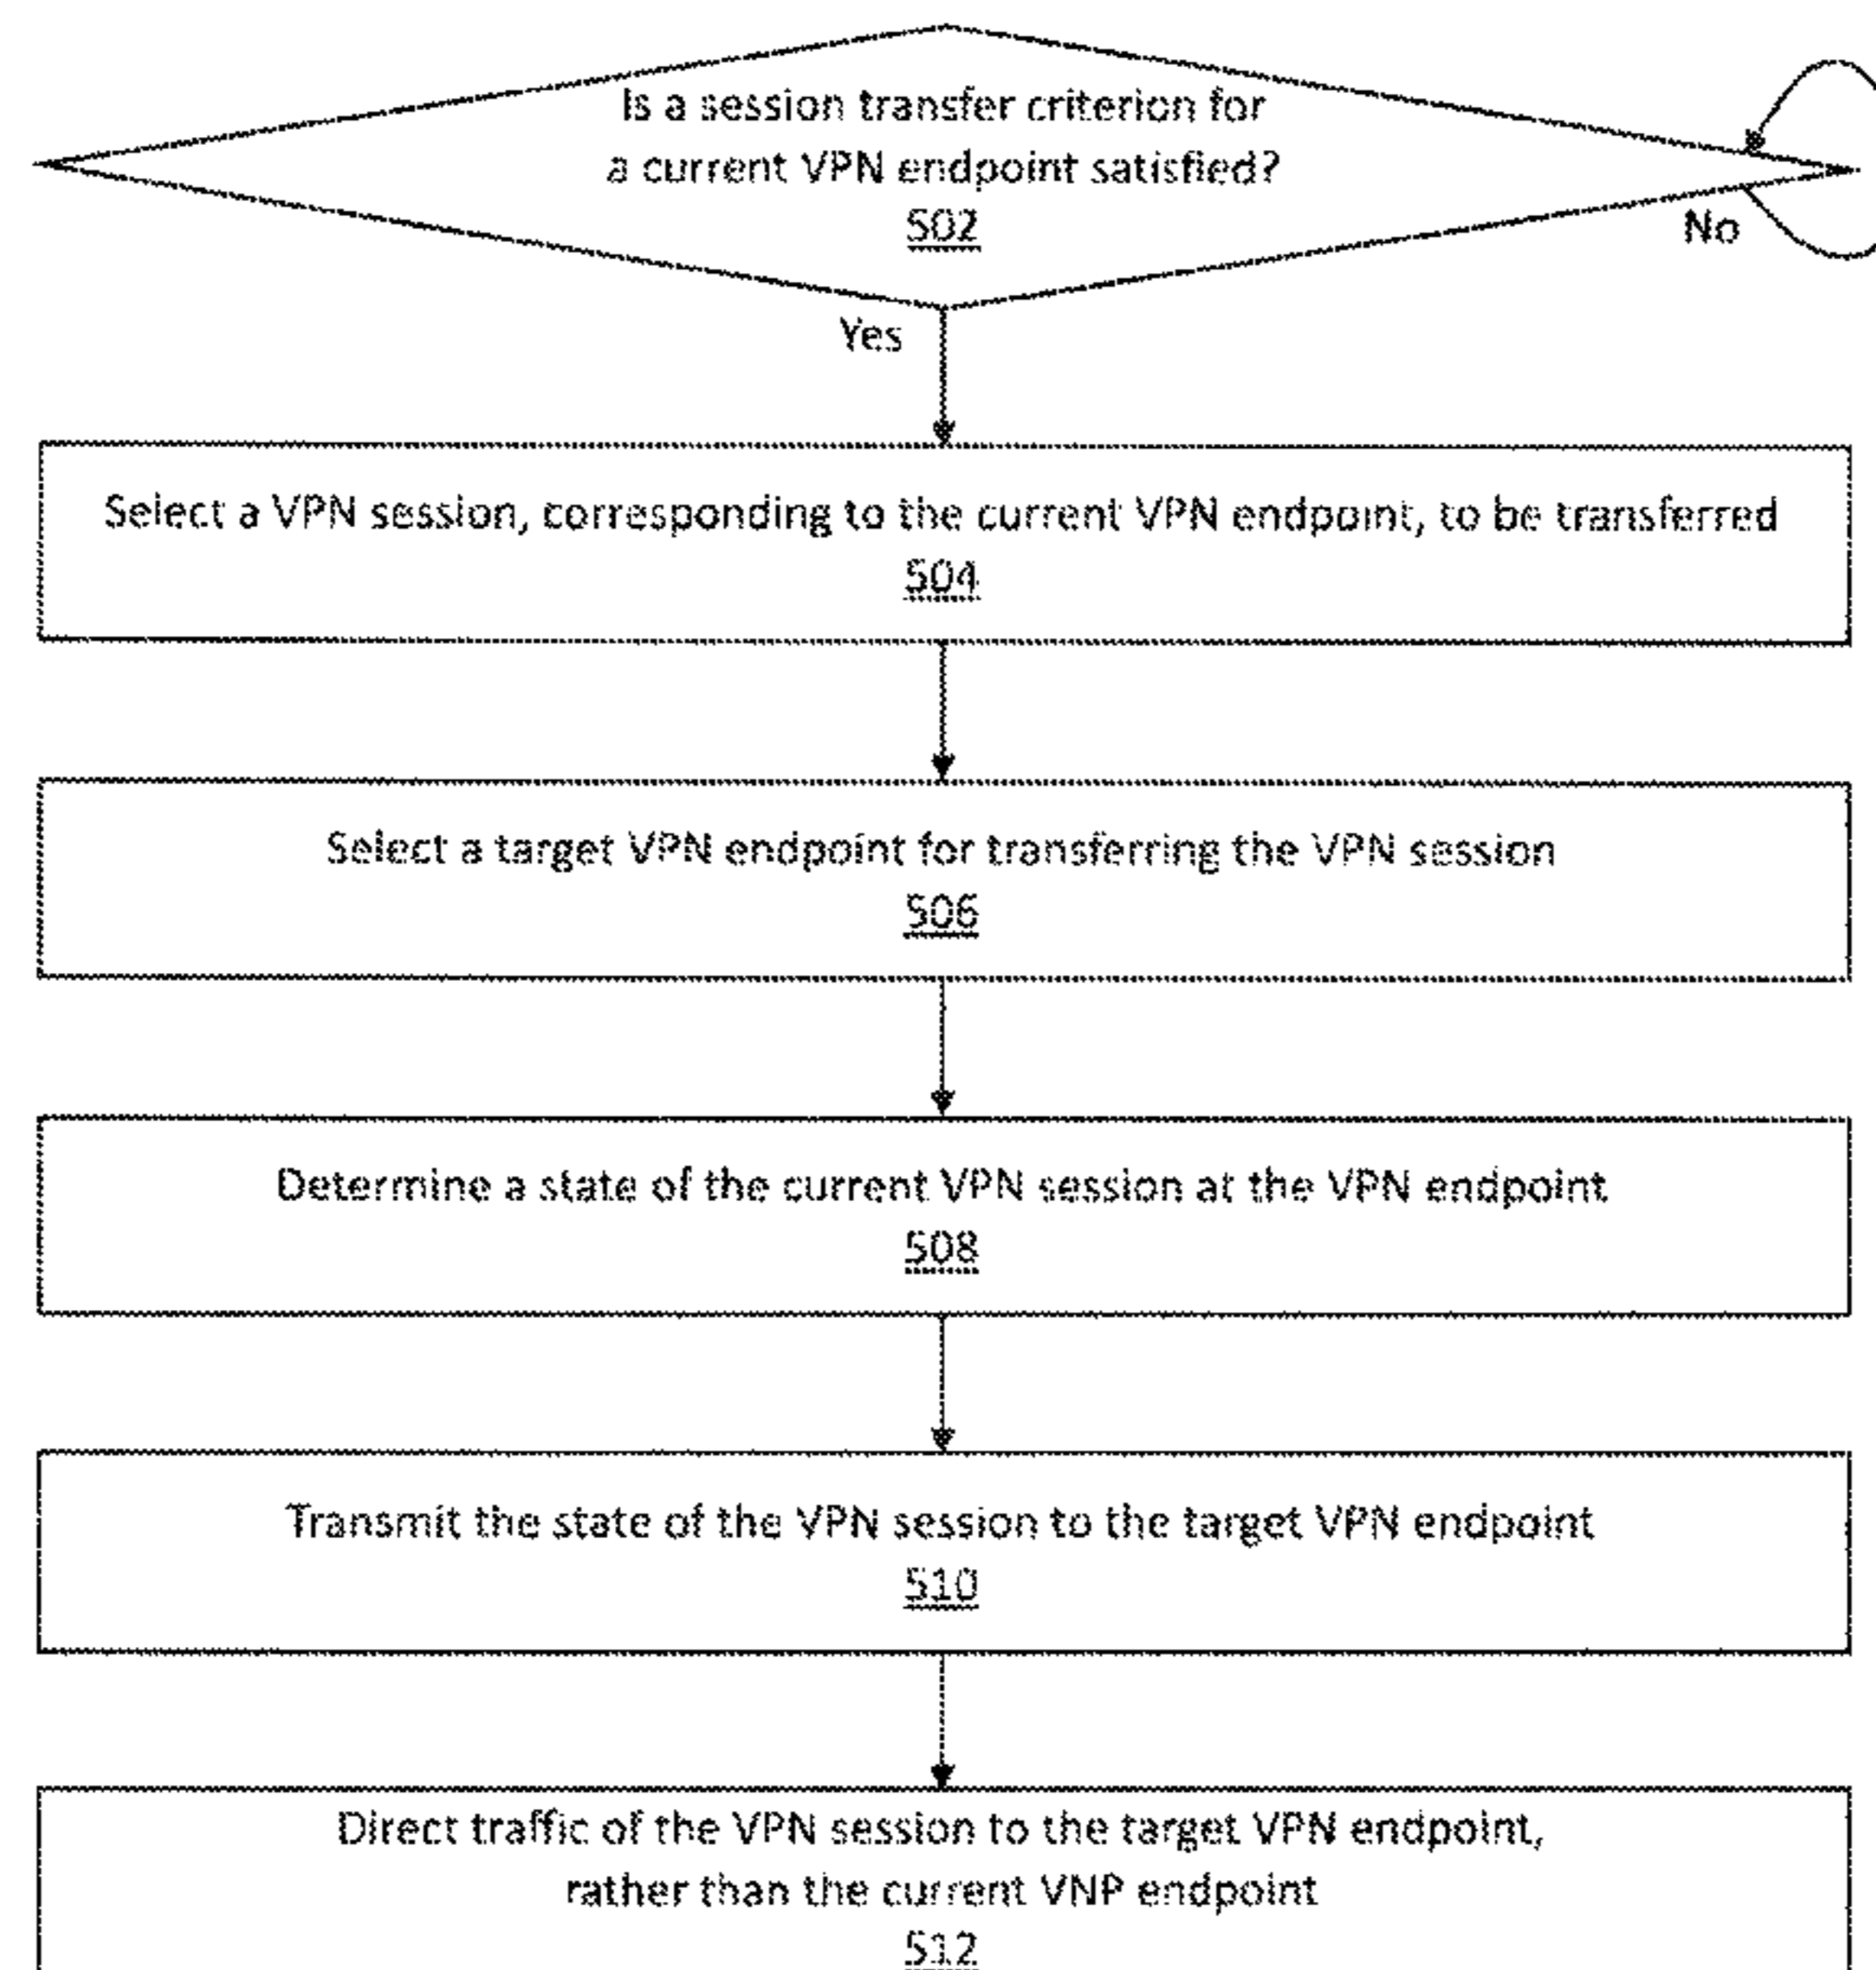 Is a session transfer criterion for
a current VPN endpoint satisfied?
502
No
Yes
Select a VPN session, corresponding to the current VPN endpoint, to be transferred
504
Select a target VPN endpoint for transferring the VPN session
506
Determine a state of the current VPN session at the VPN endpoint
508
Transmit the state of the VPN session to the target VPN endpoint
510
Direct traffic of the VPN session to the target VPN endpoint,
rather than the current VNP endpoint
512